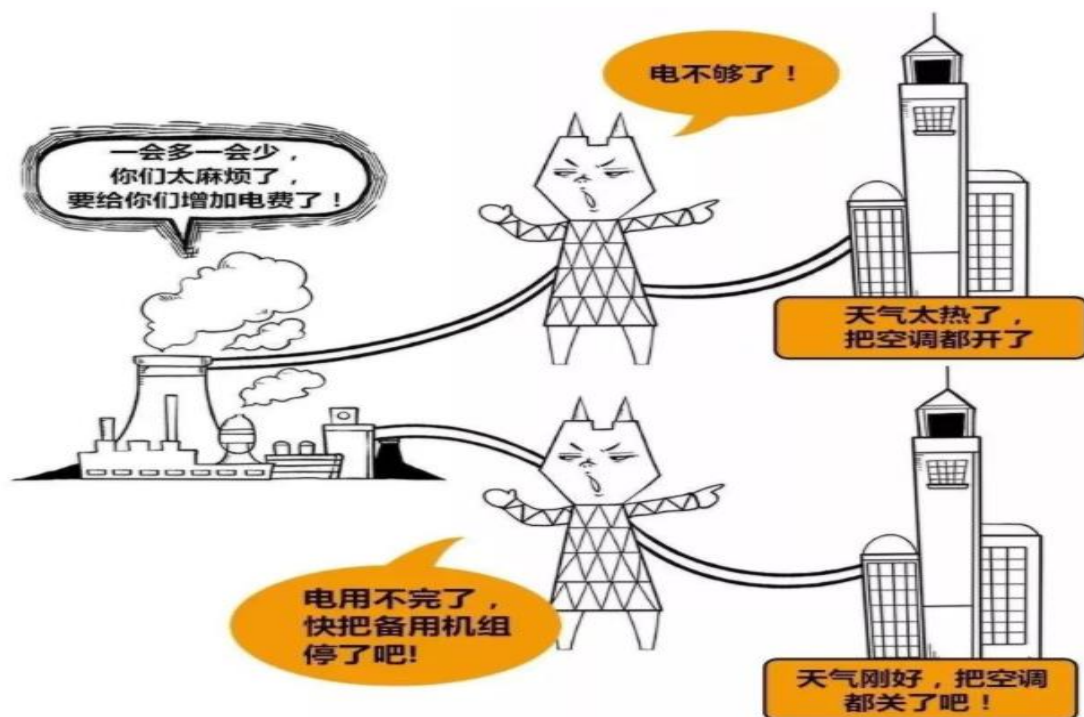 电不够了！
一会多一会少，
你们太麻烦了，
要给你们增加电费了！
天气太热了，
把空调都开了
电用不完了，
快把备用机组
停了吧!
天气刚好，把空调
都关了吧！